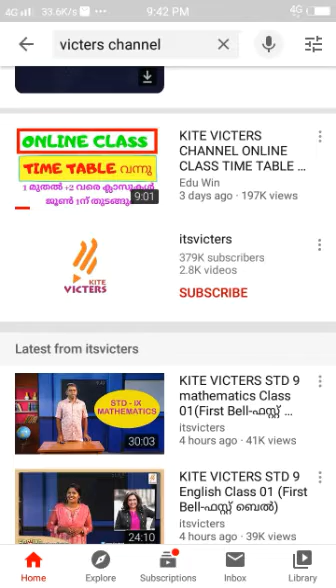 4G 33.6K/s 9:42 PM 4G
victers channel
ONLINE CLASS
TIME TABLE വന്നു
1 മുതൽ +2 വരെ ക്ലാസുകൾ
ജൂൺ 1ന് തുടങ്ങും
9:01
KITE VICTERS
CHANNEL ONLINE
CLASS TIME TABLE ...
Edu Win
3 days ago · 197K views
KITE
VICTERS
itsvicters
379K subscribers
2.8K videos
SUBSCRIBE
Latest from itsvicters
STD - IX
MATHEMATICS
30:03
KITE VICTERS STD 9
mathematics Class
01(First Bell-ഫസ്റ്റ് ...
itsvicters
4 hours ago · 41K views
24:10
KITE VICTERS STD 9
English Class 01 (First
Bell-ഫസ്റ്റ് ബെൽ)
itsvicters
4 hours ago · 39K views
Home
Explore
Subscriptions
Inbox
Library